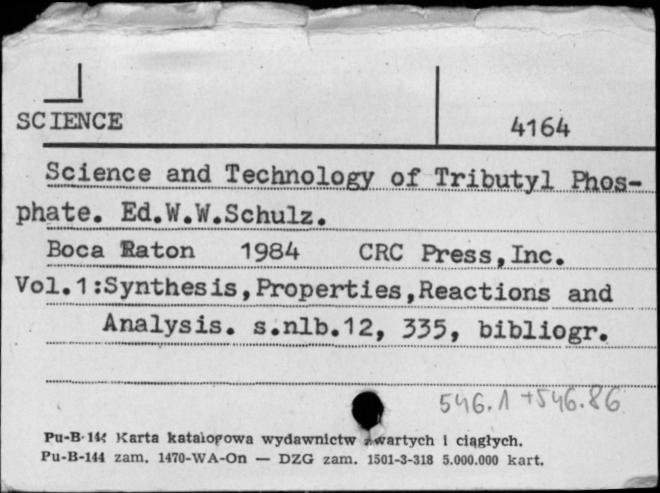 SCIENCE
4164
Science and Technology of Tributyl Phos-
phate. Ed.W.W.Schulz.
Boca Raton 1984 CRC Press,Inc.
Vol.1:Synthesis,Properties,Reactions and
Analysis. s.nlb.12, 335, bibliogr.
546.1+546.86
Pu-B-144 Karta katalogowa wydawnictw zwartych i ciągłych.
Pu-B-144 zam. 1470-WA-On — DZG zam. 1501-3-318 5.000.000 kart.